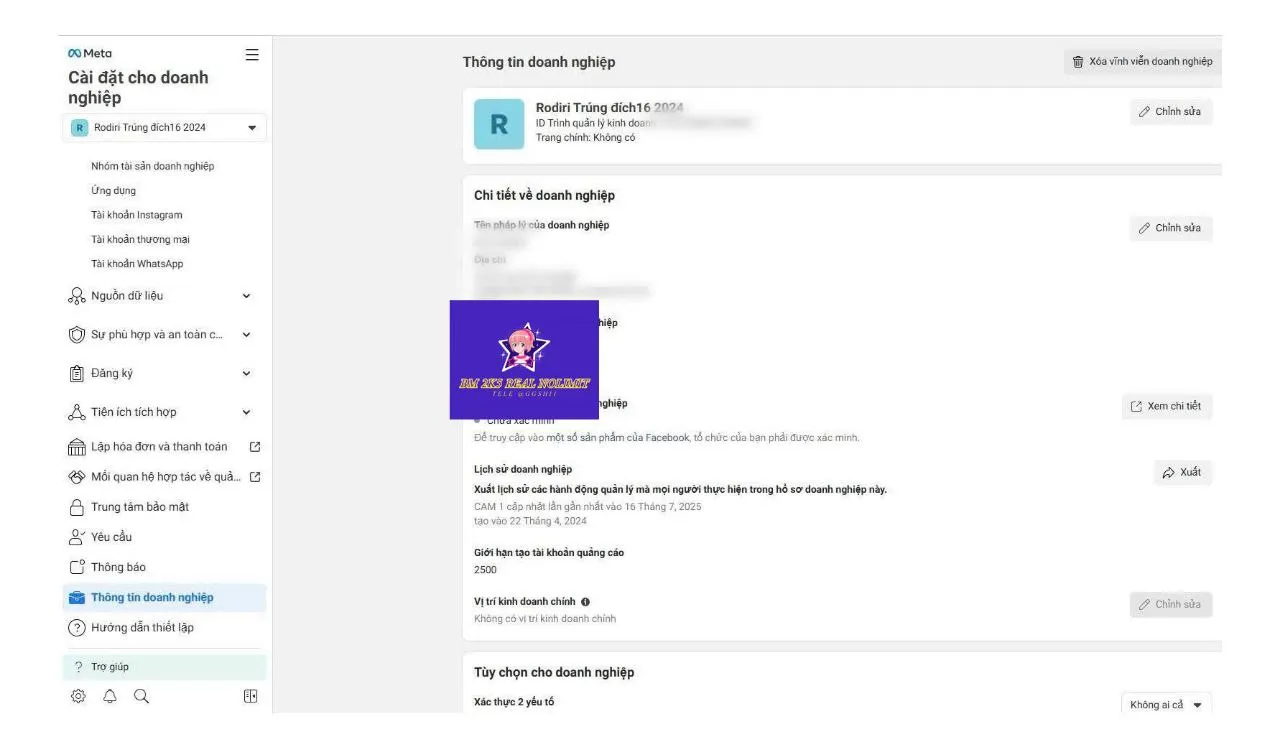 Meta
Cài đặt cho doanh
nghiệp
R Rodiri Trúng đích16 2024
Nhóm tài sản doanh nghiệp
Ứng dụng
Tài khoản Instagram
Tài khoản thương mại
Tài khoản WhatsApp
Nguồn dữ liệu
Sự phù hợp và an toàn c...
Đăng ký
Tiện ích tích hợp
Lập hóa đơn và thanh toán
Mối quan hệ hợp tác về quả...
Trung tâm bảo mật
Yêu cầu
Thông báo
Thông tin doanh nghiệp
Hướng dẫn thiết lập
? Trợ giúp
Thông tin doanh nghiệp
Xóa vĩnh viễn doanh nghiệp
R
Rodiri Trúng đích16 2024
ID Trình quản lý kinh doanh
Trang chính: Không có
Chỉnh sửa
Chi tiết về doanh nghiệp
Tên pháp lý của doanh nghiệp
Chỉnh sửa
Địa chỉ
hiệp
BM 2K5 REAL NOLIMIT
TELE @GGSHII
nghiệp
Xem chi tiết
Chưa xác minh
Để truy cập vào một số sản phẩm của Facebook, tổ chức của bạn phải được xác minh.
Lịch sử doanh nghiệp
Xuất
Xuất lịch sử các hành động quản lý mà mọi người thực hiện trong hồ sơ doanh nghiệp này.
CAM 1 cập nhật lần gần nhất vào 16 Tháng 7, 2025
tạo vào 22 Tháng 4, 2024
Giới hạn tạo tài khoản quảng cáo
2500
Vị trí kinh doanh chính
Không có vị trí kinh doanh chính
Chỉnh sửa
Tùy chọn cho doanh nghiệp
Xác thực 2 yếu tố
Không ai cả